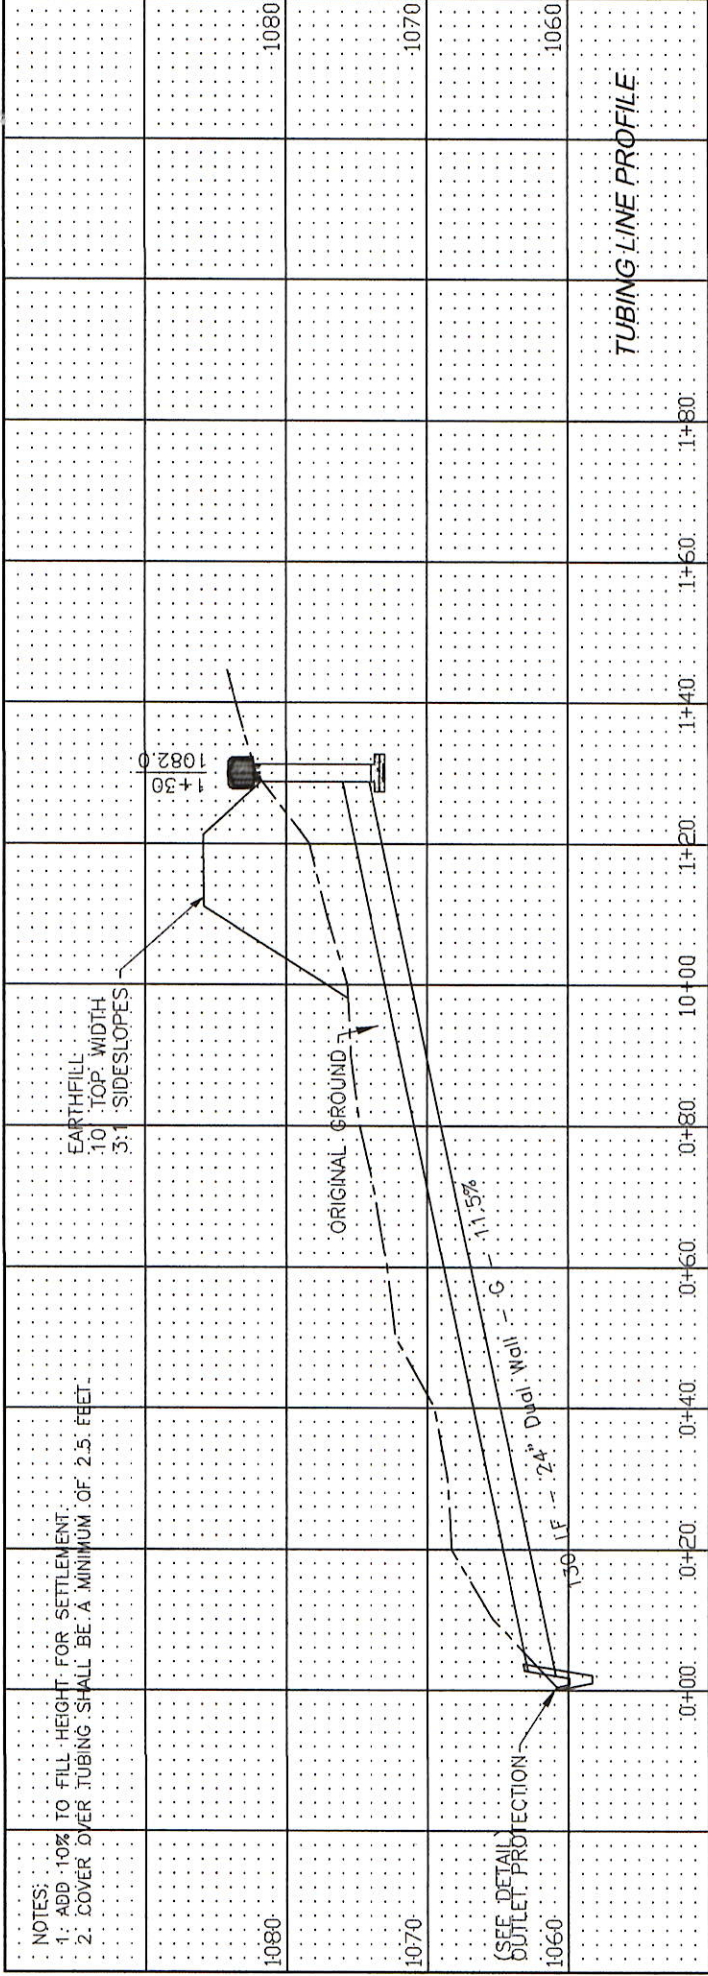 NOTES:
1. ADD 10% TO FILL HEIGHT FOR SETTLEMENT.
2. COVER OVER TUBING SHALL BE A MINIMUM OF 2.5 FEET.
EARTHFILL
10' TOP WIDTH
3:1 SIDESLOPES
1+30
1082.0
ORIGINAL GROUND
130 LF - 24" Dual Wall - G - 11.5%
(SEE DETAIL)
OUTLET PROTECTION
1080
1070
1060
1080
1070
1060
0+00
0+20
0+40
0+60
0+80
10+00
1+20
1+40
1+60
1+80
TUBING LINE PROFILE